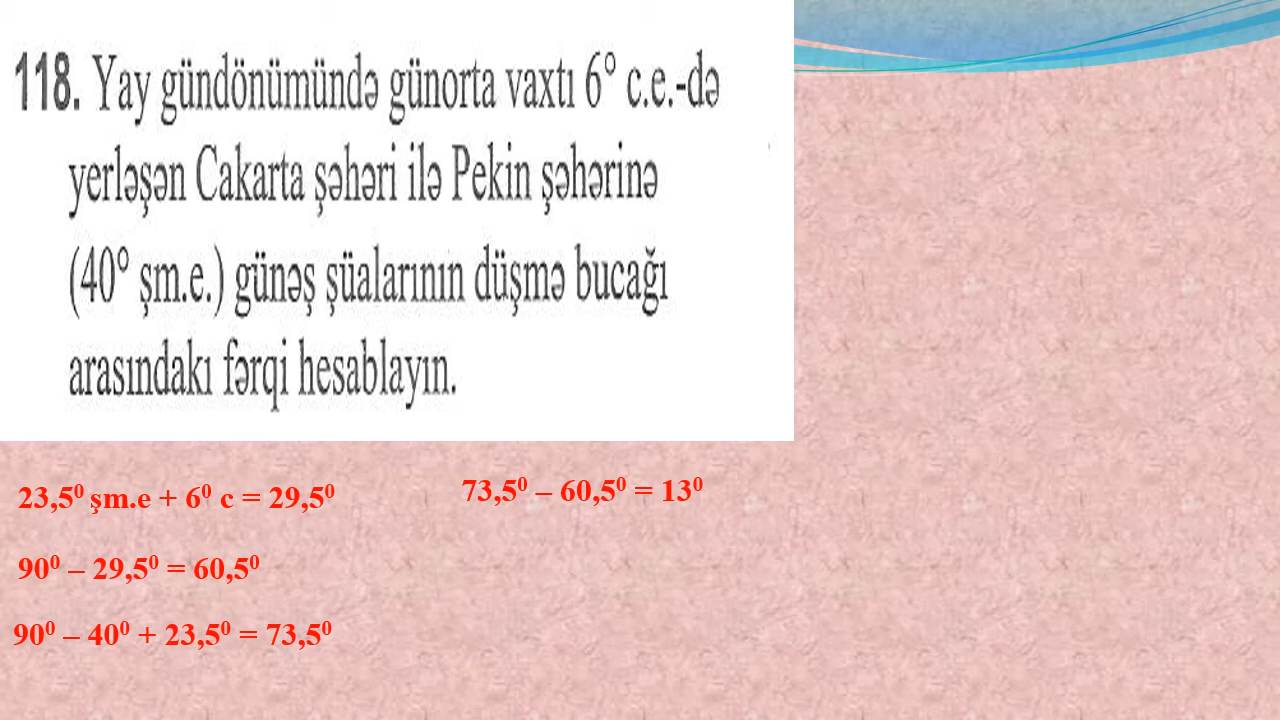 118. Yay gündönümündə günorta vaxtı 6° c.e.-də
yerləşən Cakarta şəhəri ilə Pekin şəhərinə
(40° şm.e.) günəş şüalarının düşmə bucağı
arasındakı fərqi hesablayın.
23,5⁰ şm.e + 6⁰ c = 29,5⁰
90⁰ – 29,5⁰ = 60,5⁰
90⁰ – 40⁰ + 23,5⁰ = 73,5⁰
73,5⁰ – 60,5⁰ = 13⁰